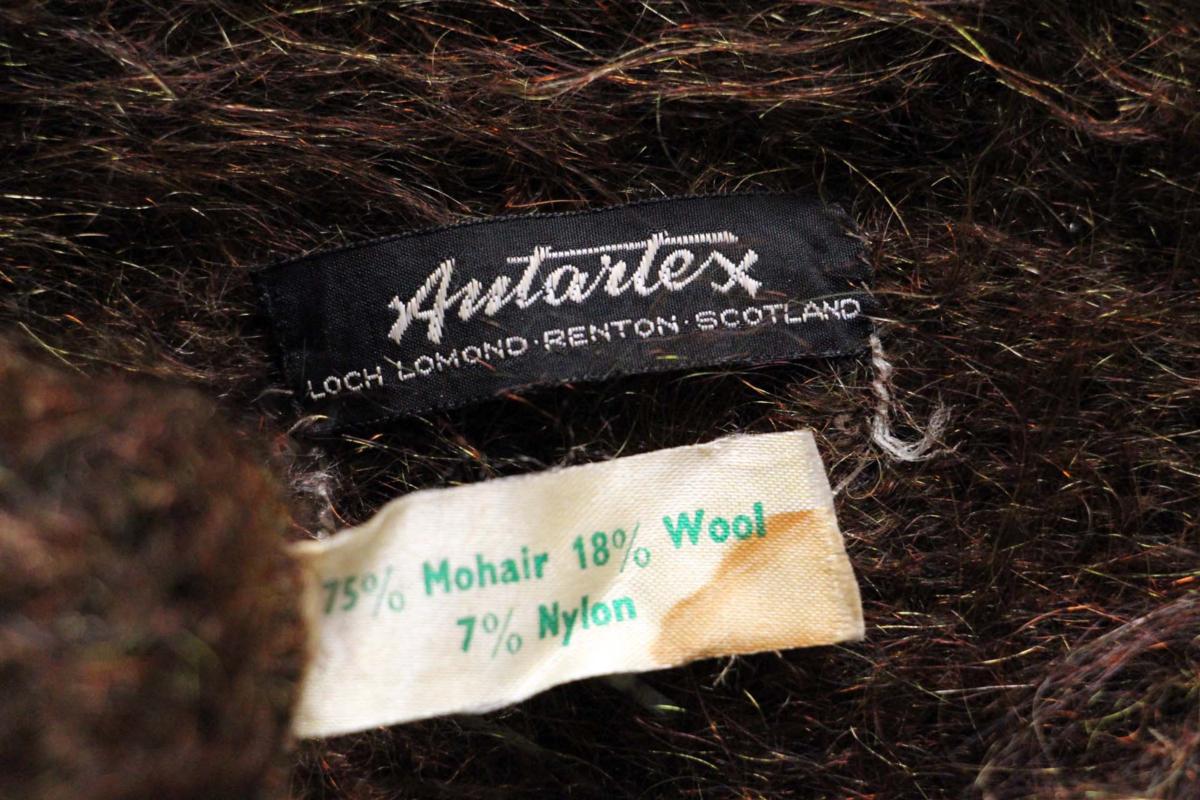 Antartex
LOCH LOMOND·RENTON·SCOTLAND
75% Mohair 18% Wool
7% Nylon